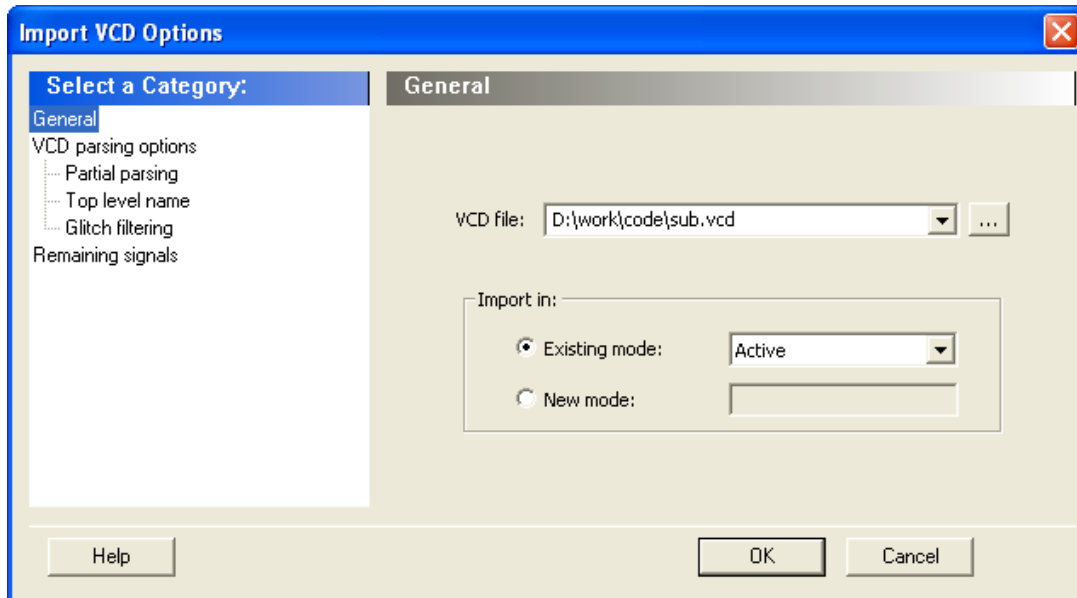 Import VCD Options
Select a Category:
General
VCD parsing options
Partial parsing
Top level name
Glitch filtering
Remaining signals
General
VCD file: D:\work\code\sub.vcd ...
Import in:
Existing mode: Active
New mode:
Help OK Cancel